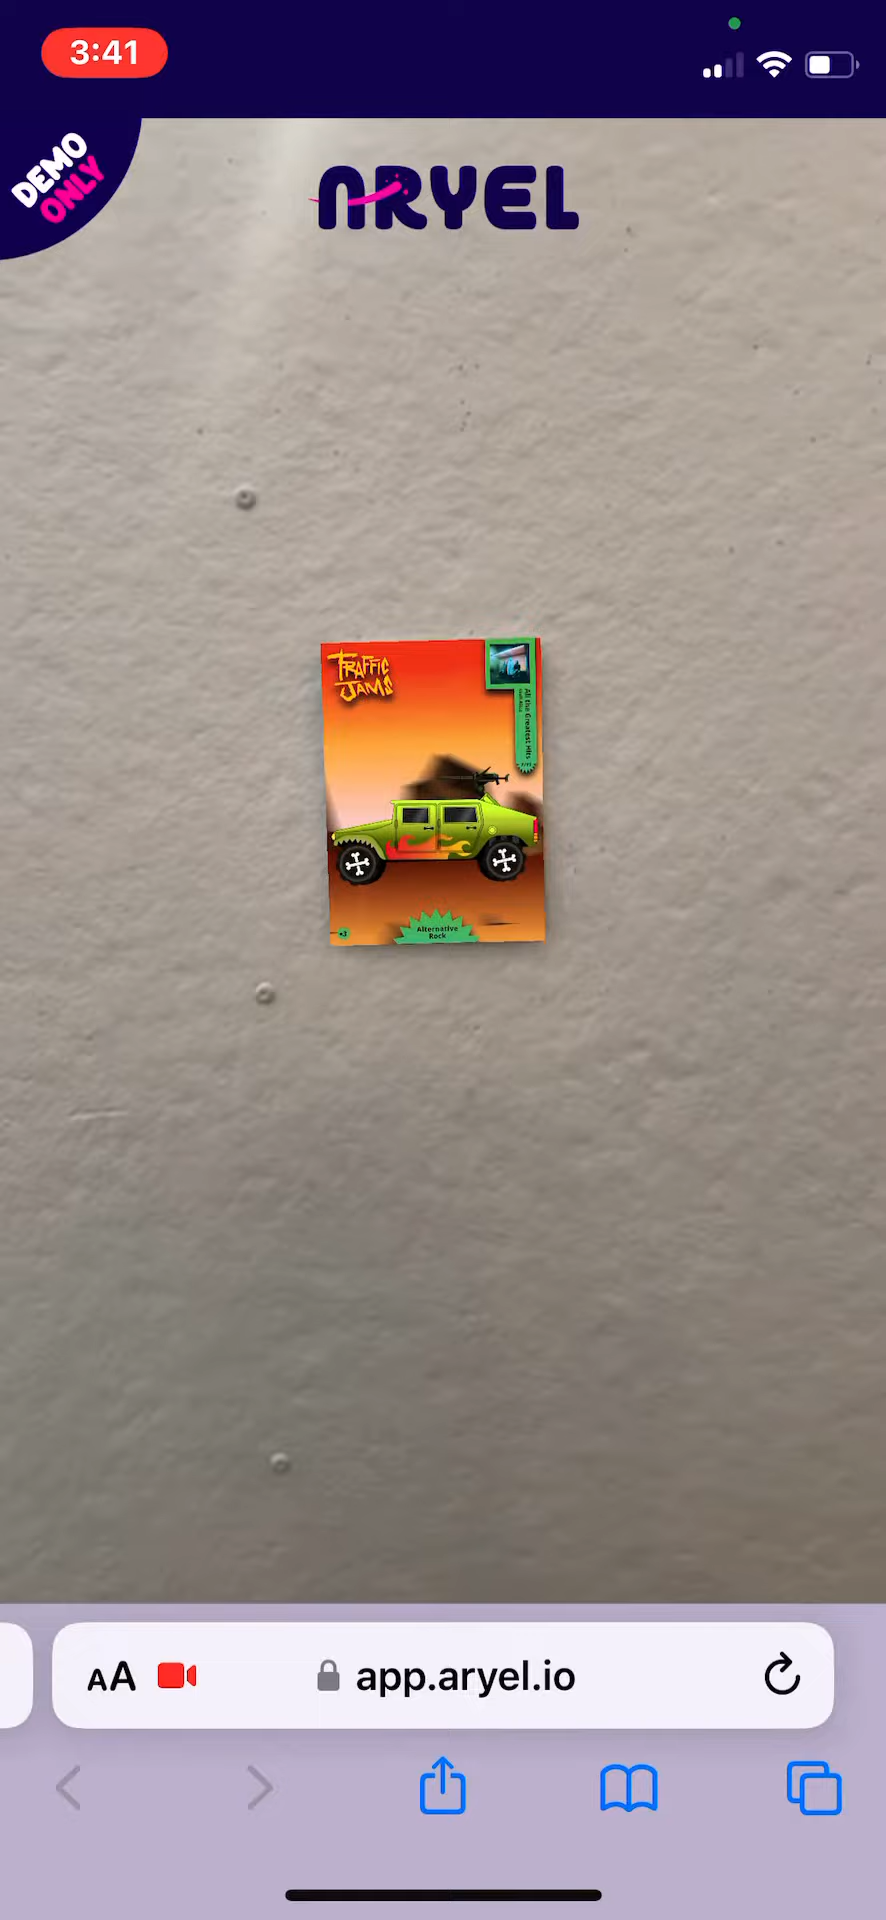 3:41
DEMO
ONLY
ARYEL
TRAFFIC
JAMS
All the Greatest Hits
Alternative
Rock
AA
app.aryel.io